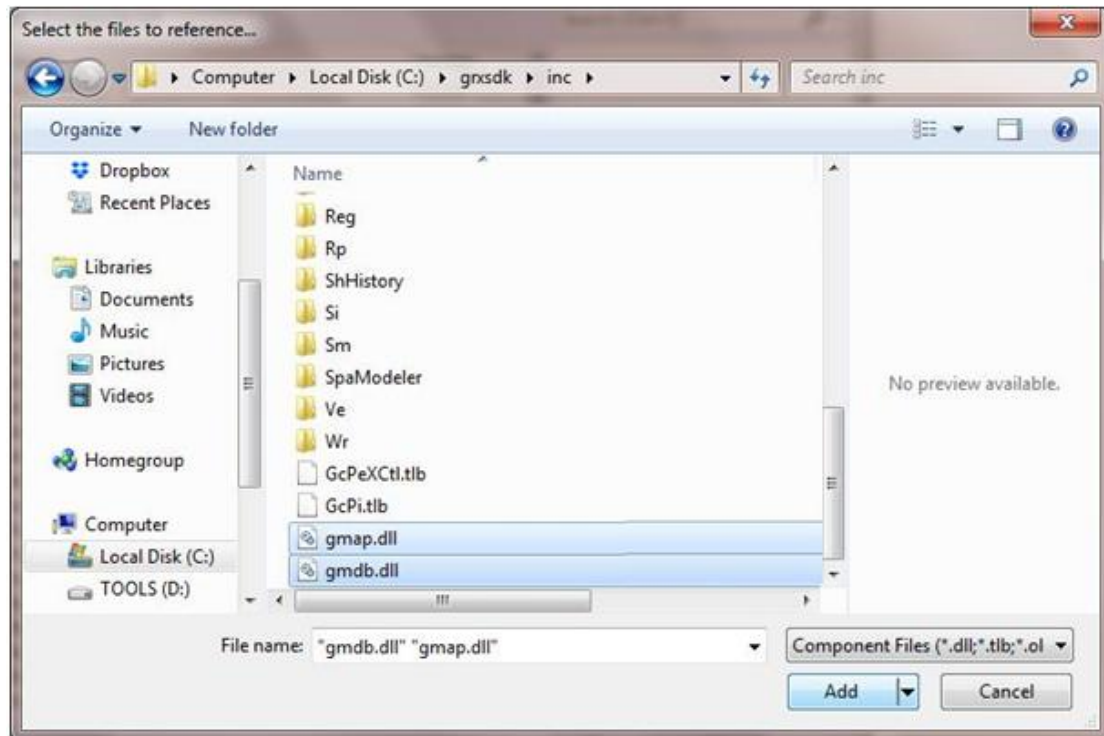 Select the files to reference...
Computer Local Disk (C:) grxsdk inc
Search inc
Organize New folder
Dropbox
Recent Places
Libraries
Documents
Music
Pictures
Videos
Homegroup
Computer
Local Disk (C:)
TOOLS (D:)
Name
Reg
Rp
ShHistory
Si
Sm
SpaModeler
Ve
Wr
GcPeXCtl.tlb
GcPi.tlb
gmap.dll
gmdb.dll
No preview available.
File name: "gmdb.dll" "gmap.dll"
Component Files (*.dll;*.tlb;*.ol
Add
Cancel